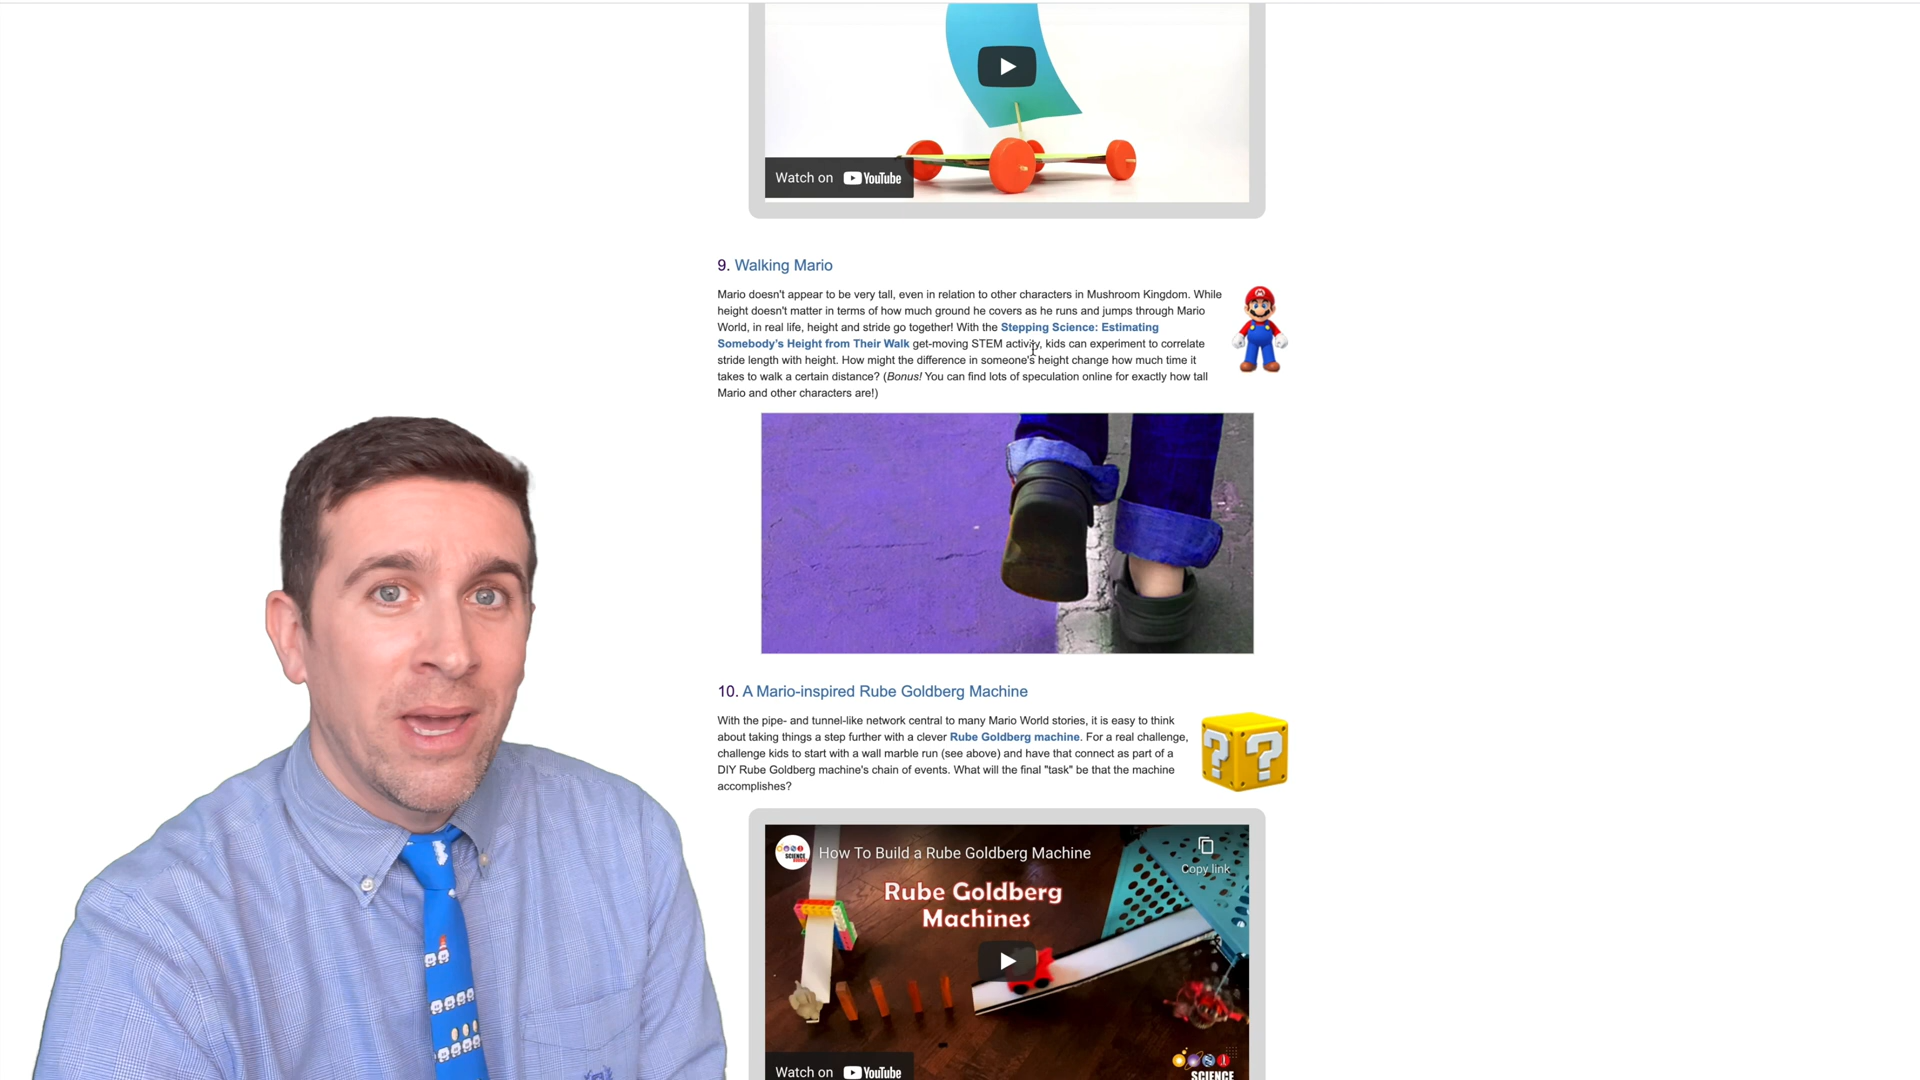 Watch on YouTube
9. Walking Mario
Mario doesn't appear to be very tall, even in relation to other characters in Mushroom Kingdom. While
height doesn't matter in terms of how much ground he covers as he runs and jumps through Mario
World, in real life, height and stride go together! With the Stepping Science: Estimating
Somebody's Height from Their Walk get-moving STEM activity, kids can experiment to correlate
stride length with height. How might the difference in someone's height change how much time it
takes to walk a certain distance? (Bonus! You can find lots of speculation online for exactly how tall
Mario and other characters are!)
10. A Mario-inspired Rube Goldberg Machine
With the pipe- and tunnel-like network central to many Mario World stories, it is easy to think
about taking things a step further with a clever Rube Goldberg machine. For a real challenge,
challenge kids to start with a wall marble run (see above) and have that connect as part of a
DIY Rube Goldberg machine's chain of events. What will the final "task" be that the machine
accomplishes?
? ?
SCIENCE
How To Build a Rube Goldberg Machine
Copy link
Rube Goldberg
Machines
Watch on YouTube
SCIENCE